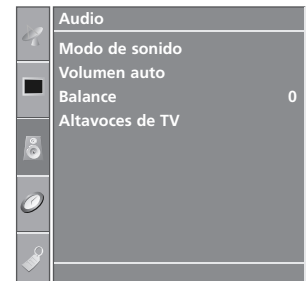 Audio
Modo de sonido
Volumen auto
Balance 0
Altavoces de TV